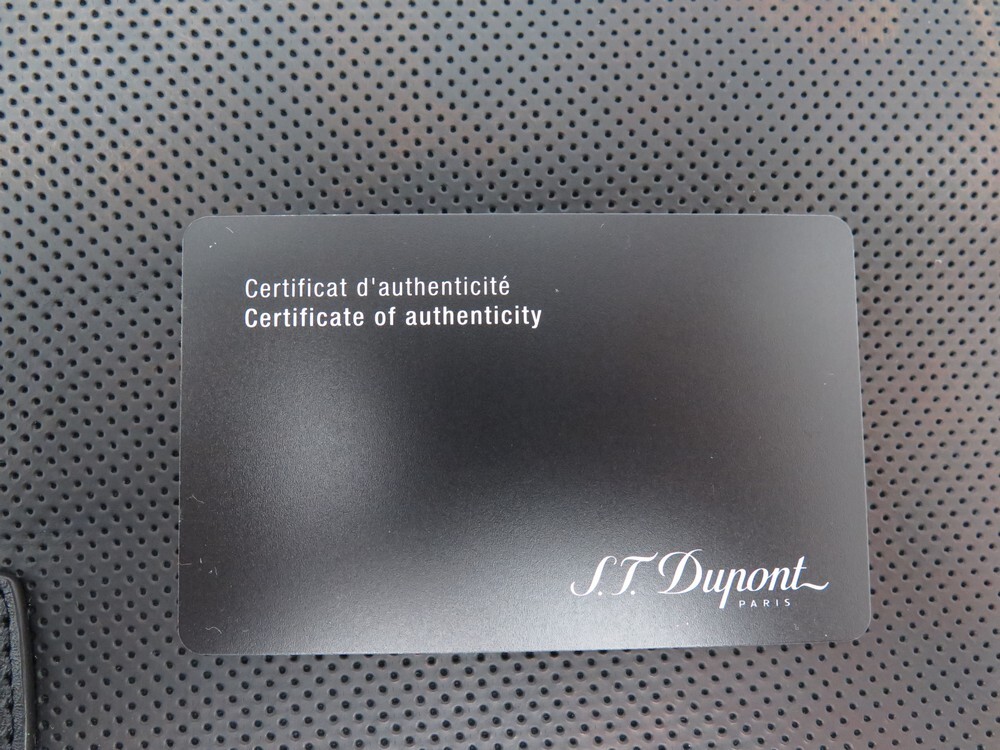 Certificat d'authenticité
Certificate of authenticity
S.T. Dupont
PARIS